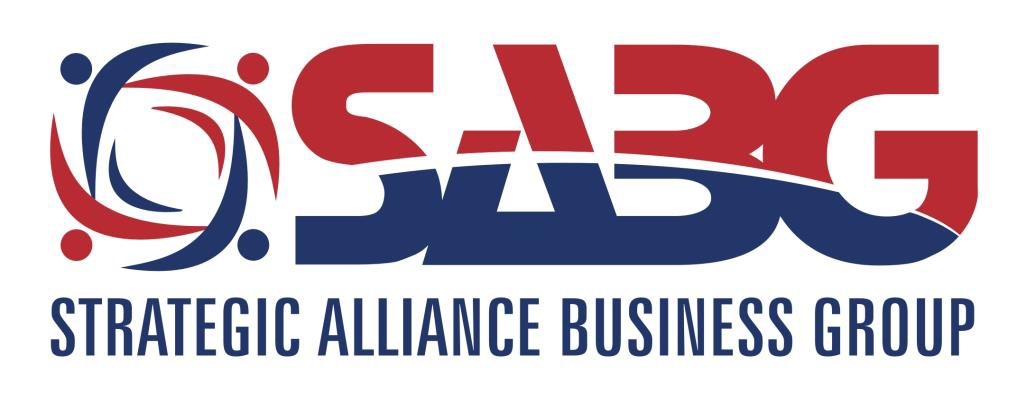 SABG
STRATEGIC ALLIANCE BUSINESS GROUP